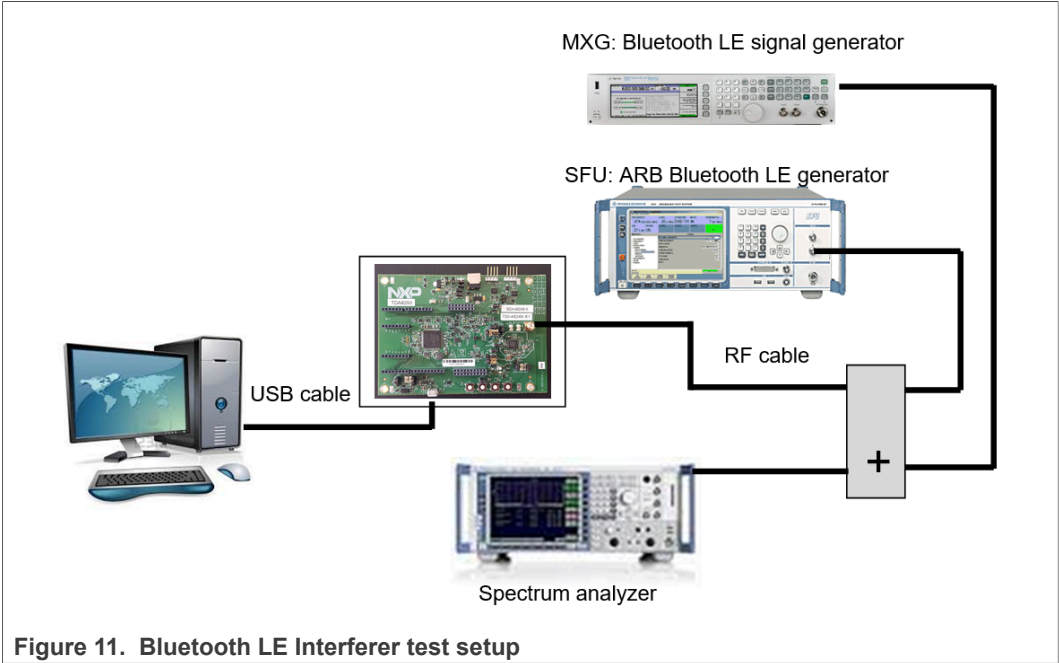 MXG: Bluetooth LE signal generator
SFU: ARB Bluetooth LE generator
NXP
RF cable
USB cable
+
Spectrum analyzer
Figure 11. Bluetooth LE Interferer test setup